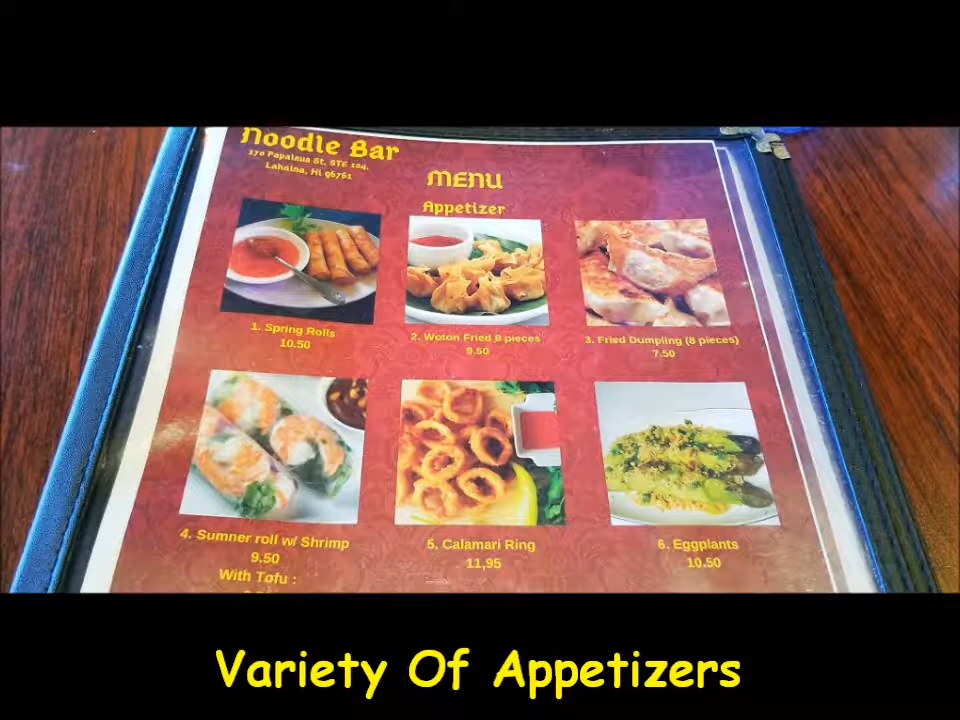 Noodle Bar
170 Papalaua St, STE 104,
Lahaina, HI 96761
MENU
Appetizer
1. Spring Rolls
10.50
2. Woton Fried 8 pieces
9.50
3. Fried Dumpling (8 pieces)
7.50
4. Sumner roll w/ Shrimp
9.50
With Tofu :
5. Calamari Ring
11,95
6. Eggplants
10.50
Variety Of Appetizers